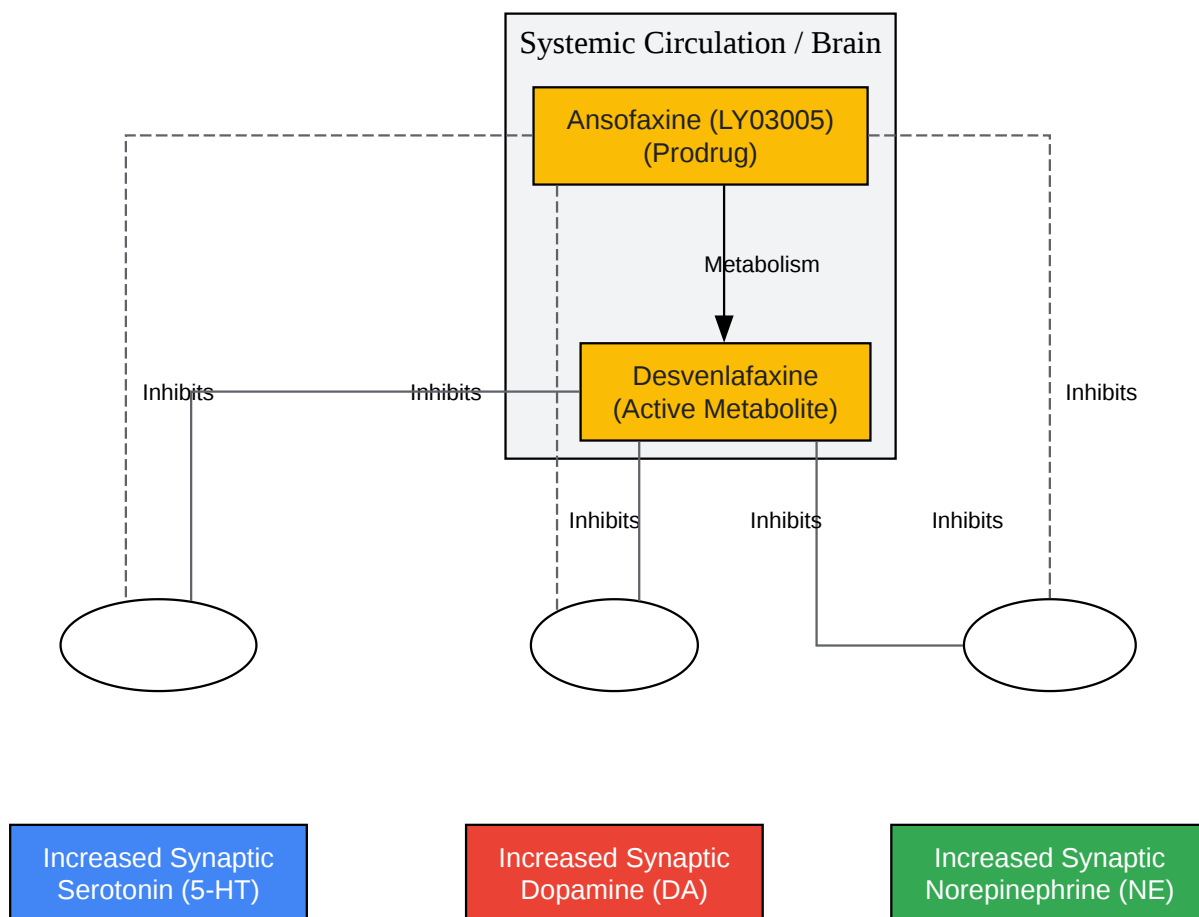 Systemic Circulation / Brain
Ansofaxine (LY03005)
(Prodrug)
Metabolism
Desvenlafaxine
(Active Metabolite)
Inhibits
Inhibits
Inhibits
Inhibits
Inhibits
Inhibits
Increased Synaptic
Serotonin (5-HT)
Increased Synaptic
Dopamine (DA)
Increased Synaptic
Norepinephrine (NE)